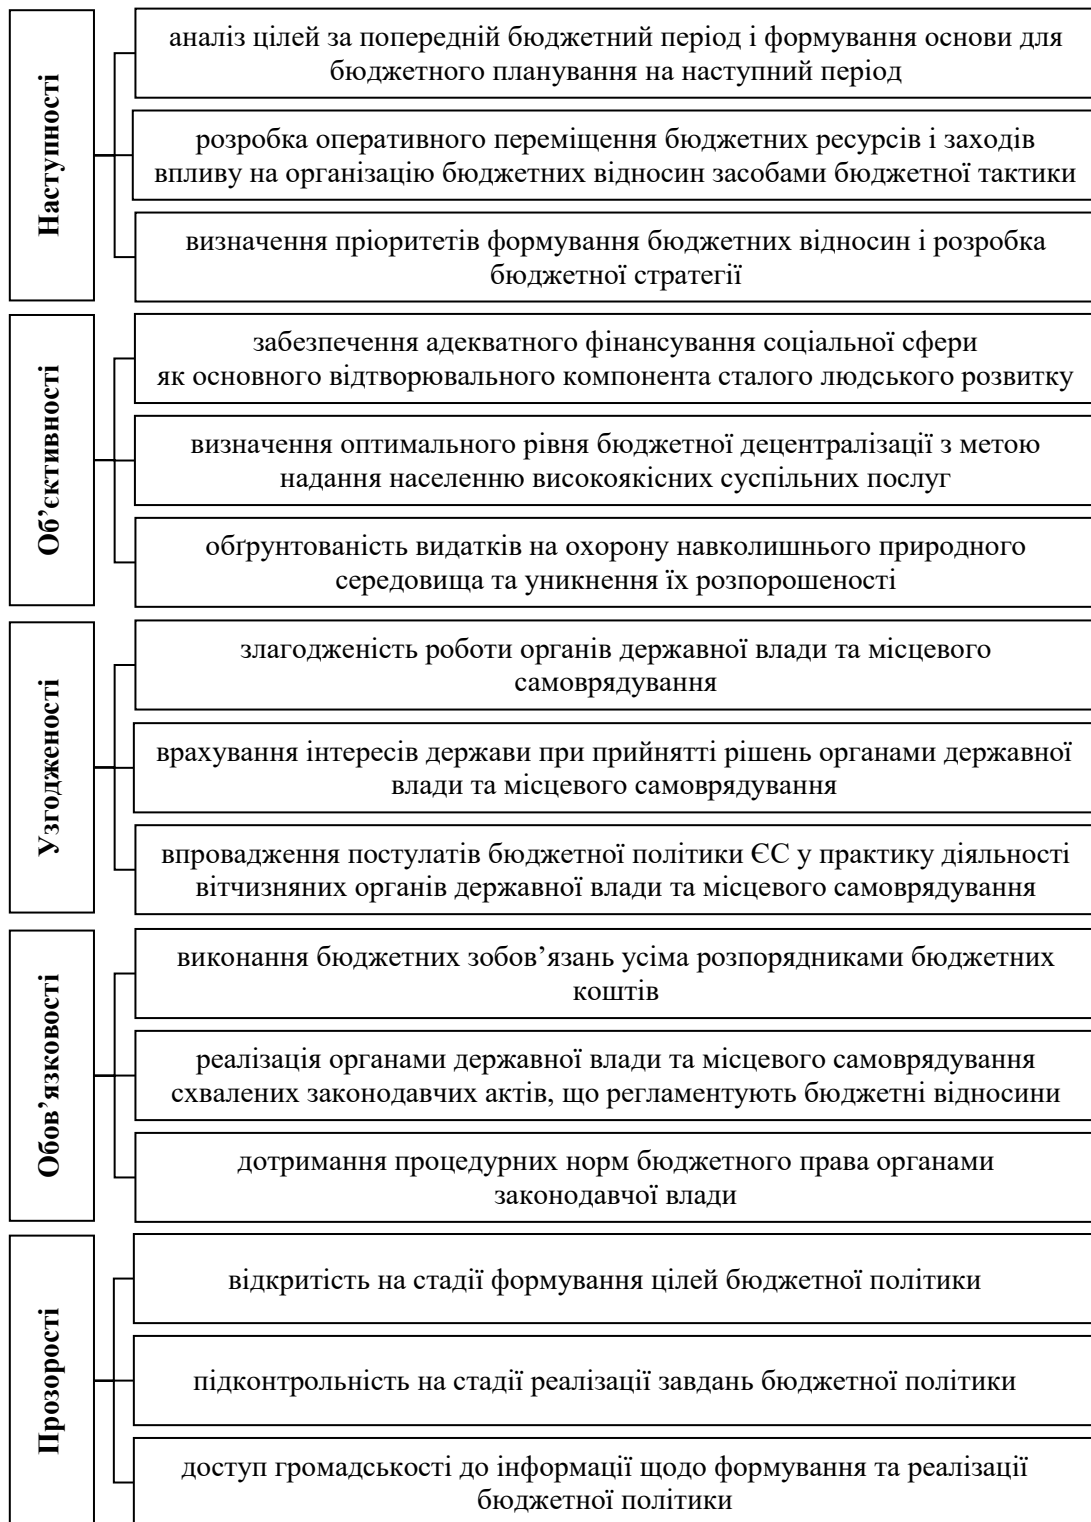 Наступності
аналіз цілей за попередній бюджетний період і формування основи для
бюджетного планування на наступний період
розробка оперативного переміщення бюджетних ресурсів і заходів
впливу на організацію бюджетних відносин засобами бюджетної тактики
визначення пріоритетів формування бюджетних відносин і розробка
бюджетної стратегії
Об’єктивності
забезпечення адекватного фінансування соціальної сфери
як основного відтворювального компонента сталого людського розвитку
визначення оптимального рівня бюджетної децентралізації з метою
надання населенню високоякісних суспільних послуг
обґрунтованість видатків на охорону навколишнього природного
середовища та уникнення їх розпорошеності
Узгодженості
злагодженість роботи органів державної влади та місцевого
самоврядування
врахування інтересів держави при прийнятті рішень органами державної
влади та місцевого самоврядування
впровадження постулатів бюджетної політики ЄС у практику діяльності
вітчизняних органів державної влади та місцевого самоврядування
Обов’язковості
виконання бюджетних зобов’язань усіма розпорядниками бюджетних
коштів
реалізація органами державної влади та місцевого самоврядування
схвалених законодавчих актів, що регламентують бюджетні відносини
дотримання процедурних норм бюджетного права органами
законодавчої влади
Прозорості
відкритість на стадії формування цілей бюджетної політики
підконтрольність на стадії реалізації завдань бюджетної політики
доступ громадськості до інформації щодо формування та реалізації
бюджетної політики